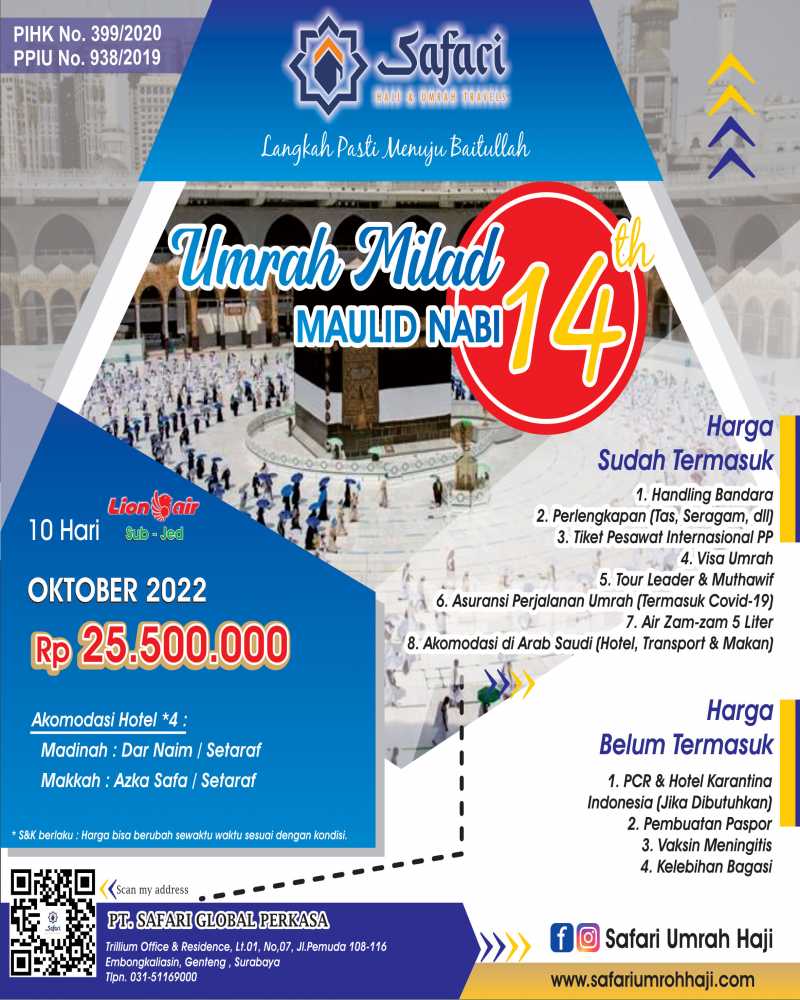 PIHK No. 399/2020
PPIU No. 938/2019
Safari
HAJI & UMRAH TRAVELS
Langkah Pasti Menuju Baitullah
Umrah Milad 14th
MAULID NABI
Harga
Sudah Termasuk
1. Handling Bandara
2. Perlengkapan (Tas, Seragam, dll)
3. Tiket Pesawat Internasional PP
4. Visa Umrah
5. Tour Leader & Muthawif
6. Asuransi Perjalanan Umrah (Termasuk Covid-19)
7. Air Zam-zam 5 Liter
8. Akomodasi di Arab Saudi (Hotel, Transport & Makan)
10 Hari Lion air
Sub - Jed
OKTOBER 2022
Rp 25.500.000
Akomodasi Hotel *4 :
Madinah : Dar Naim / Setaraf
Makkah : Azka Safa / Setaraf
* S&K berlaku : Harga bisa berubah sewaktu waktu sesuai dengan kondisi.
Harga
Belum Termasuk
1. PCR & Hotel Karantina
Indonesia (Jika Dibutuhkan)
2. Pembuatan Paspor
3. Vaksin Meningitis
4. Kelebihan Bagasi
Safari
Scan my address
PT. SAFARI GLOBAL PERKASA
Trillium Office & Residence, Lt.01, No,07, Jl.Pemuda 108-116
Embongkaliasin, Genteng , Surabaya
Tlpn. 031-51169000
Safari Umrah Haji
www.safariumrohhaji.com